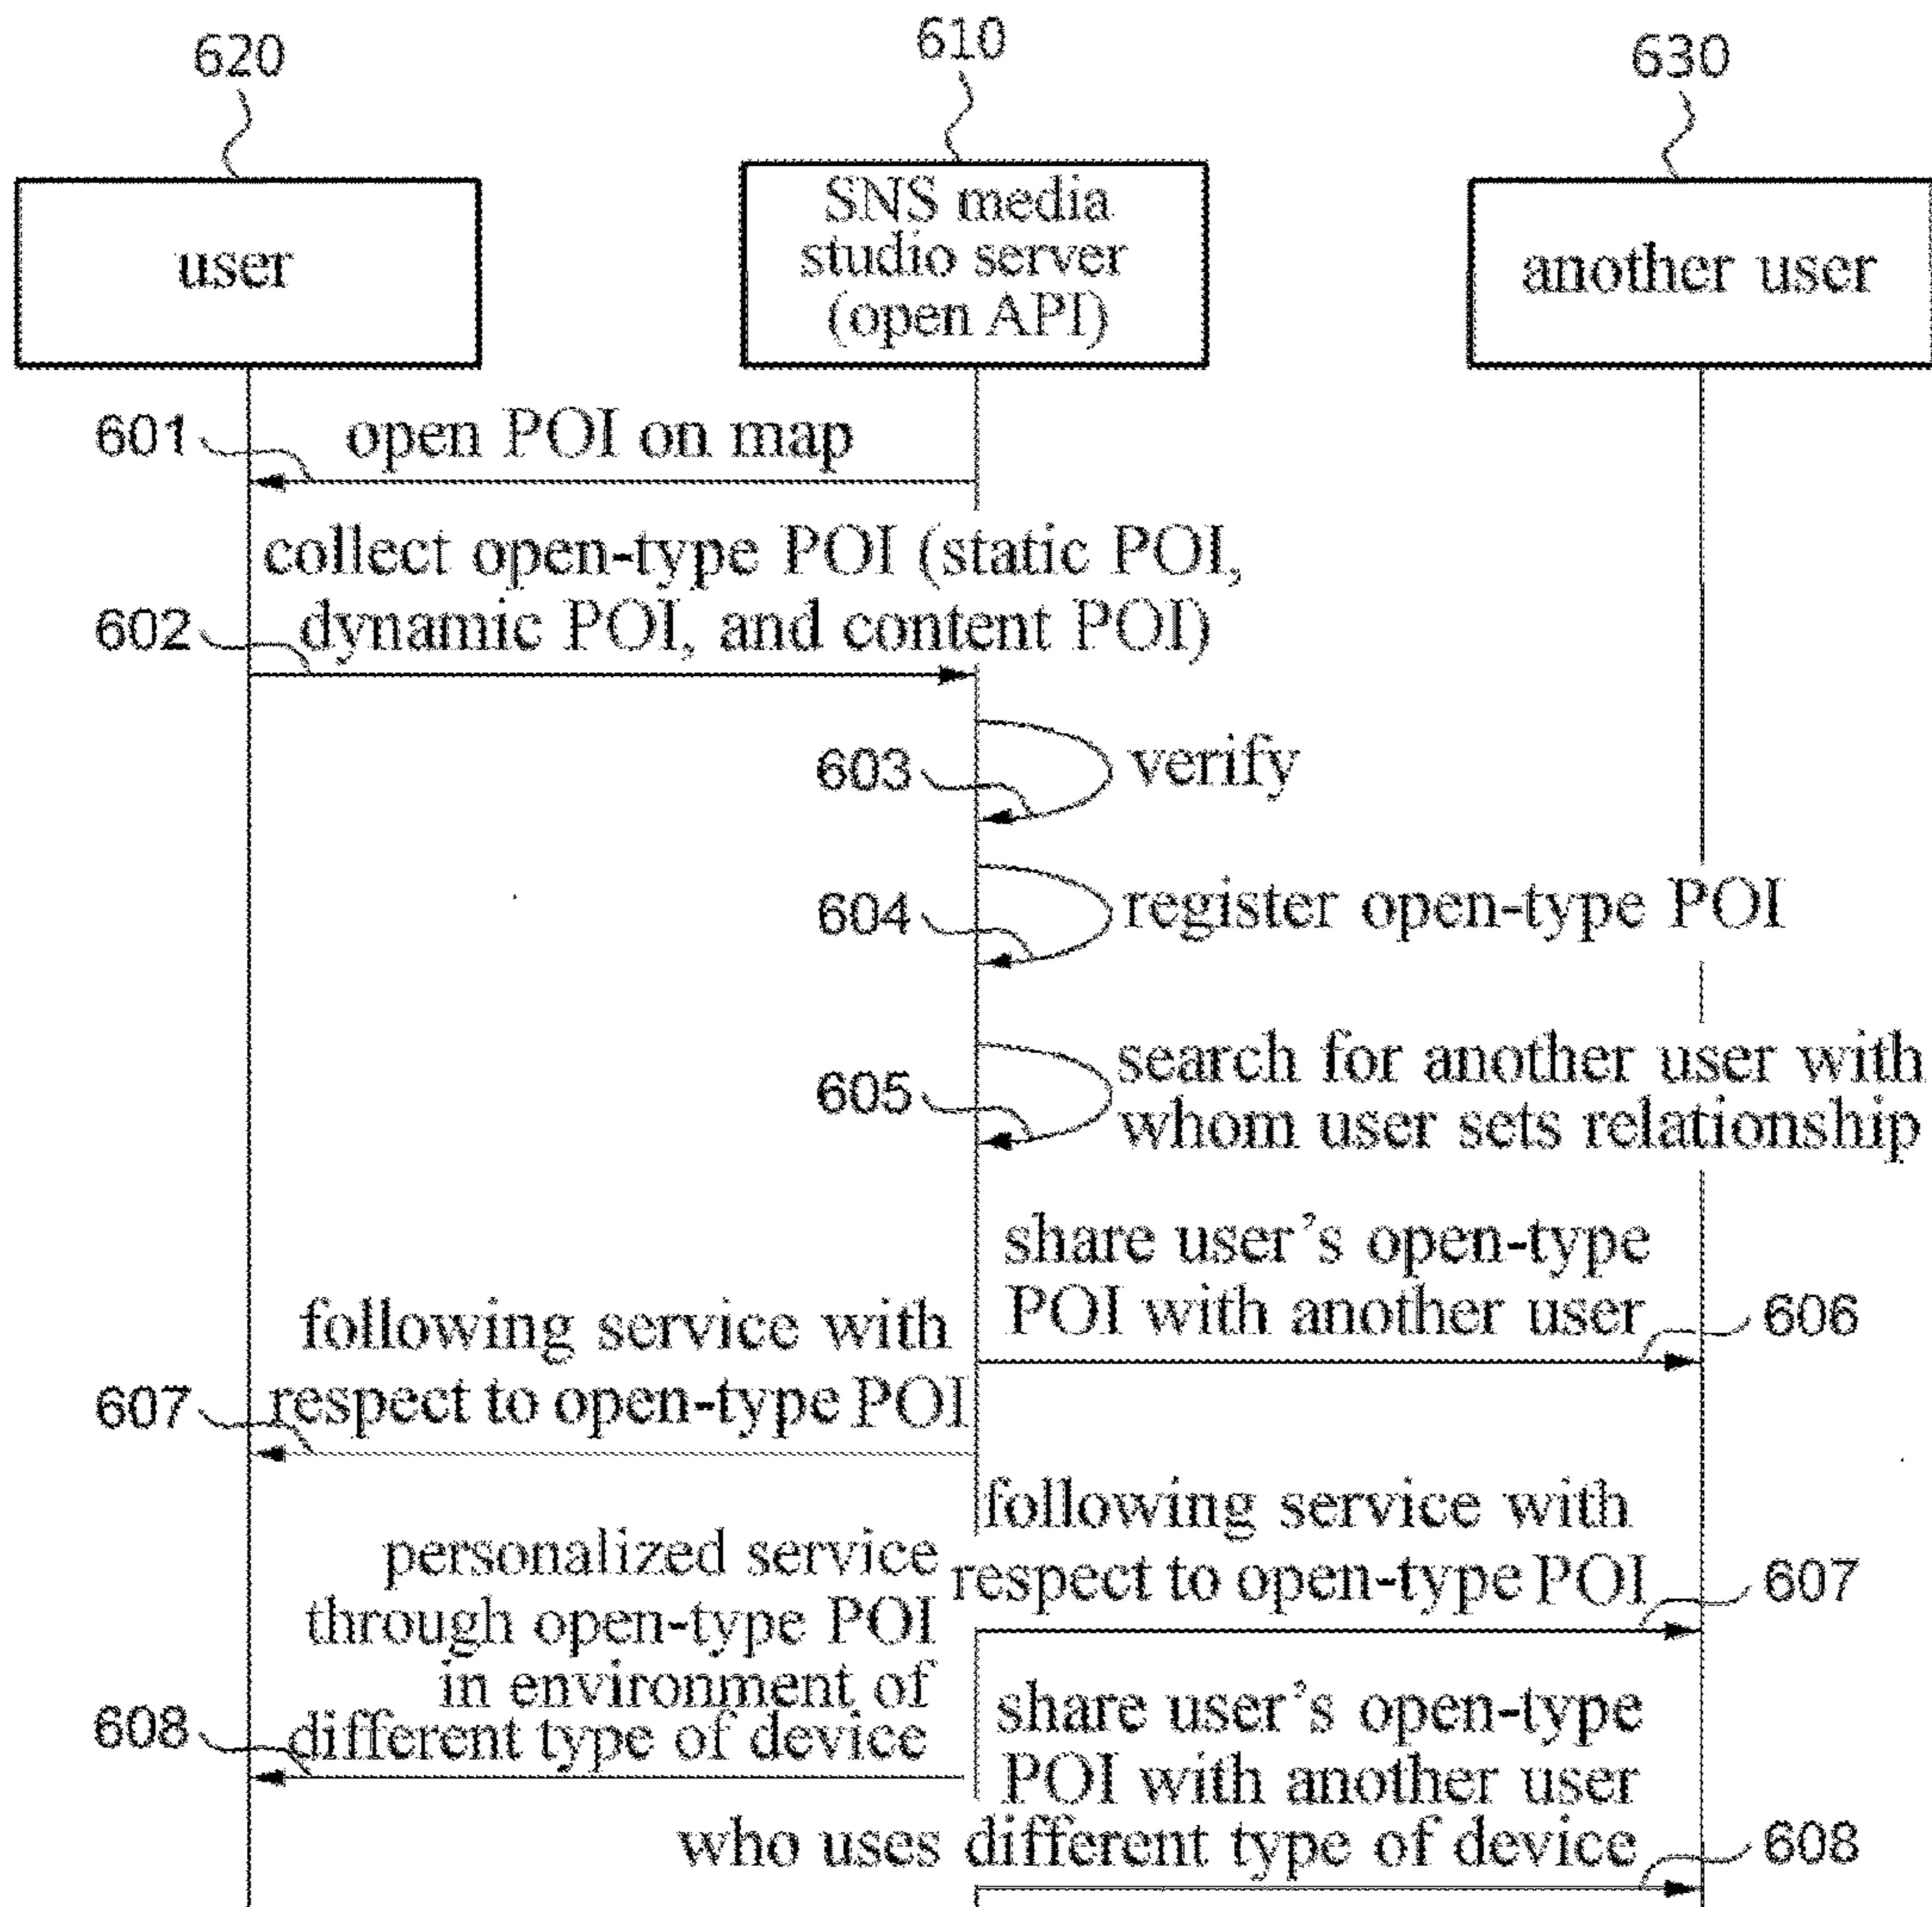 620
610
630
user
SNS media
studio server
(open API)
another user
601
open POI on map
collect open-type POI (static POI,
602
dynamic POI, and content POI)
603
verify
604
register open-type POI
605
search for another user with
whom user sets relationship
share user's open-type
POI with another user
606
following service with
607
respect to open-type POI
following service with
respect to open-type POI
607
personalized service
through open-type POI
in environment of
608
different type of device
share user's open-type
POI with another user
who uses different type of device
608